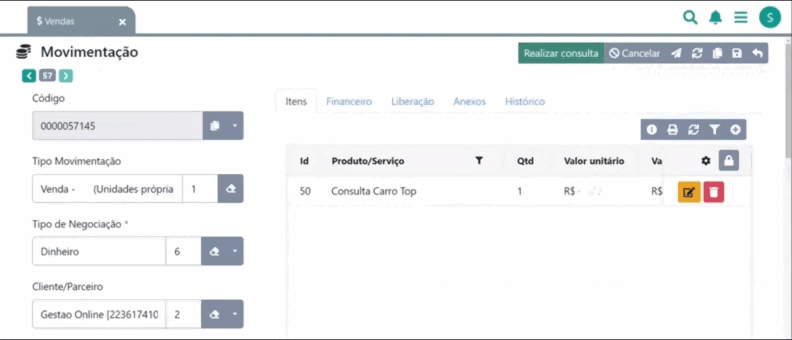 $ Vendas ×
S
Movimentação
Realizar consulta Cancelar
57
Código
0000057145
Tipo Movimentação
Venda - (Unidades própria 1
Tipo de Negociação *
Dinheiro 6
Cliente/Parceiro
Gestao Online [223617410 2
Itens Financeiro Liberação Anexos Histórico
Id Produto/Serviço Qtd Valor unitário Va
50 Consulta Carro Top 1 R$ R$